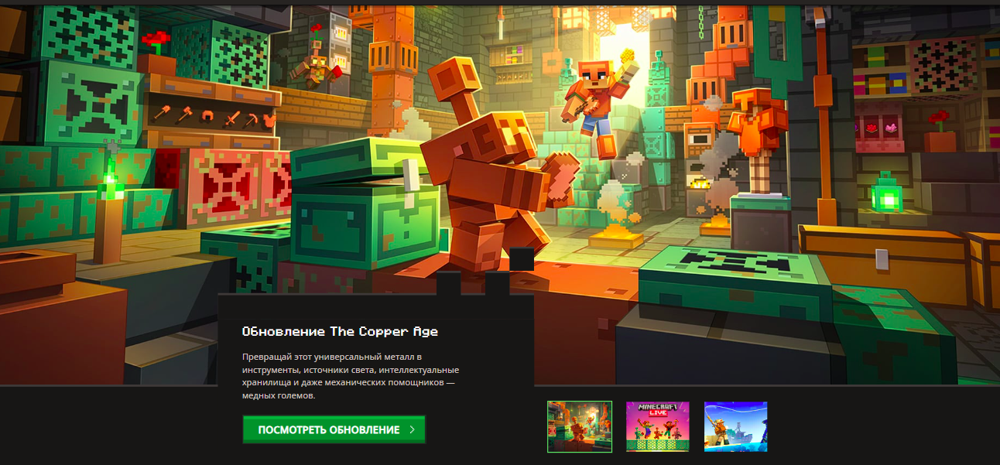 Обновление The Copper Age
Превращай этот универсальный металл в
инструменты, источники света, интеллектуальные
хранилища и даже механических помощников —
медных големов.
ПОСМОТРЕТЬ ОБНОВЛЕНИЕ
MINECRAFT
LIVE